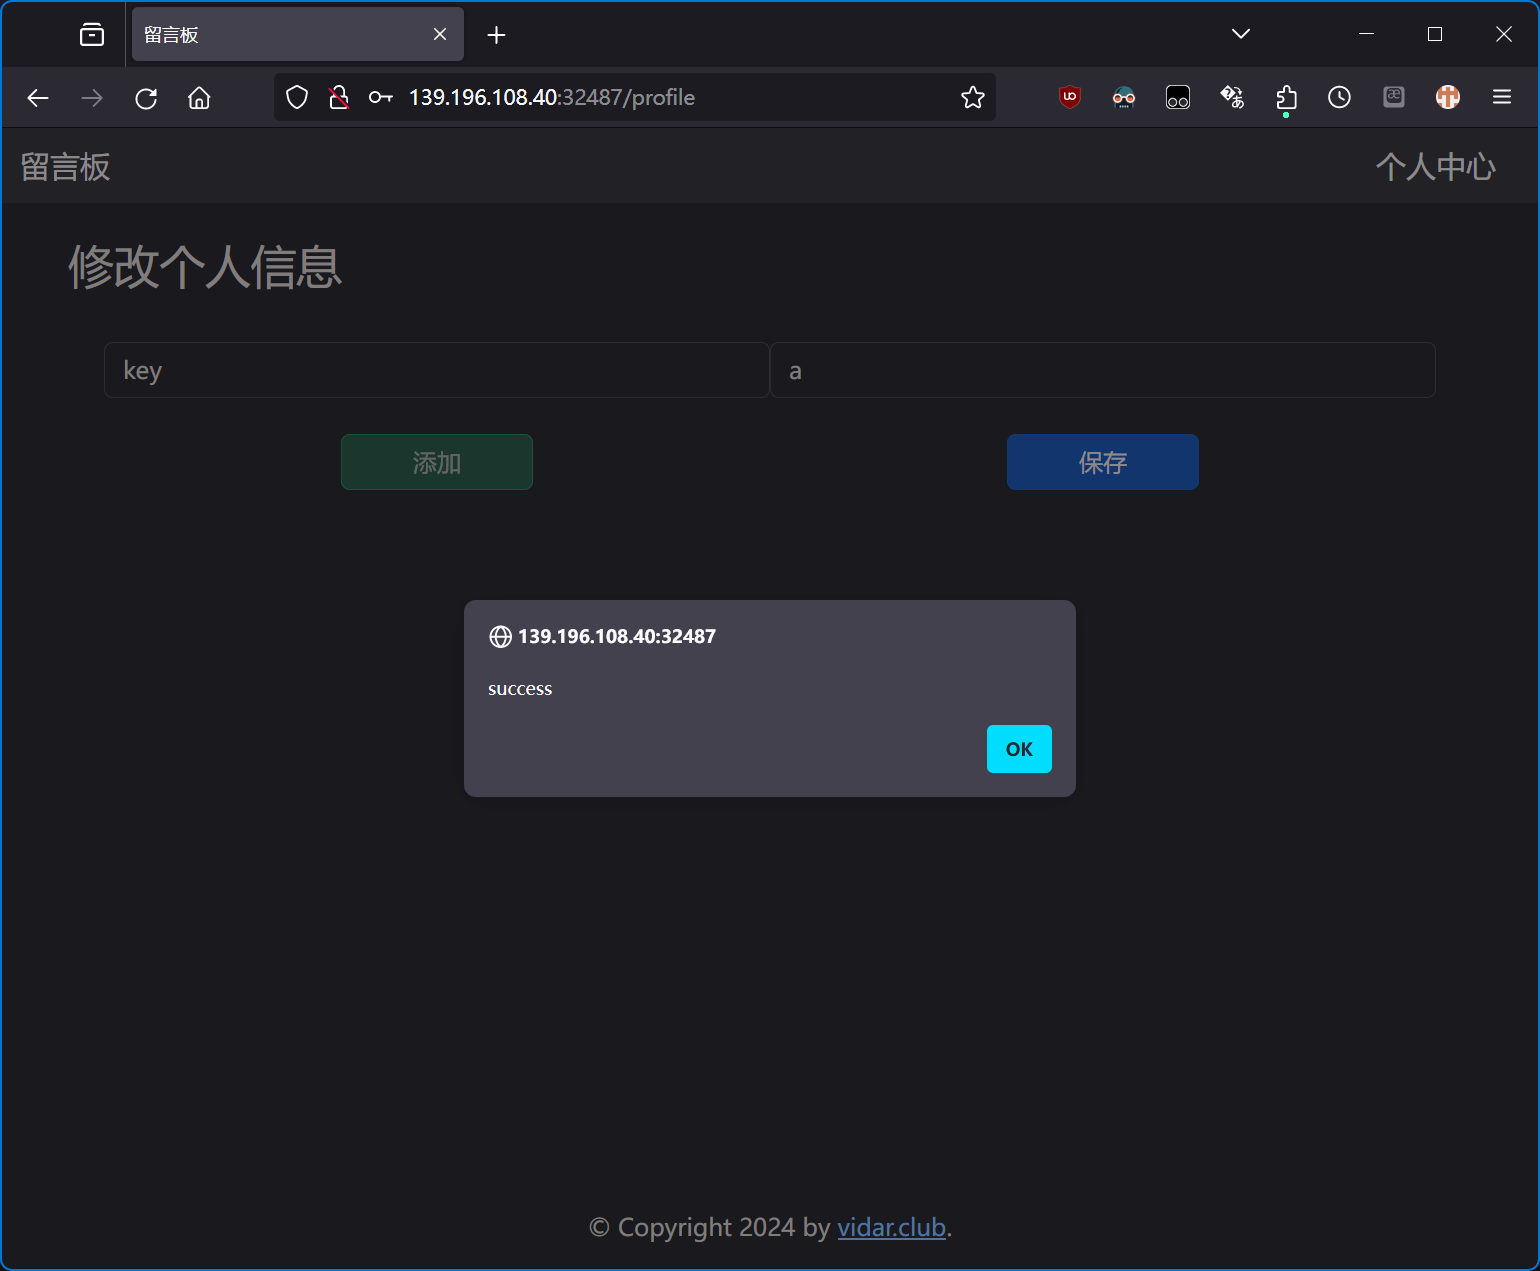 留言板
139.196.108.40:32487/profile
留言板
个人中心
修改个人信息
key
a
添加
保存
139.196.108.40:32487
success
OK
© Copyright 2024 by vidar.club.